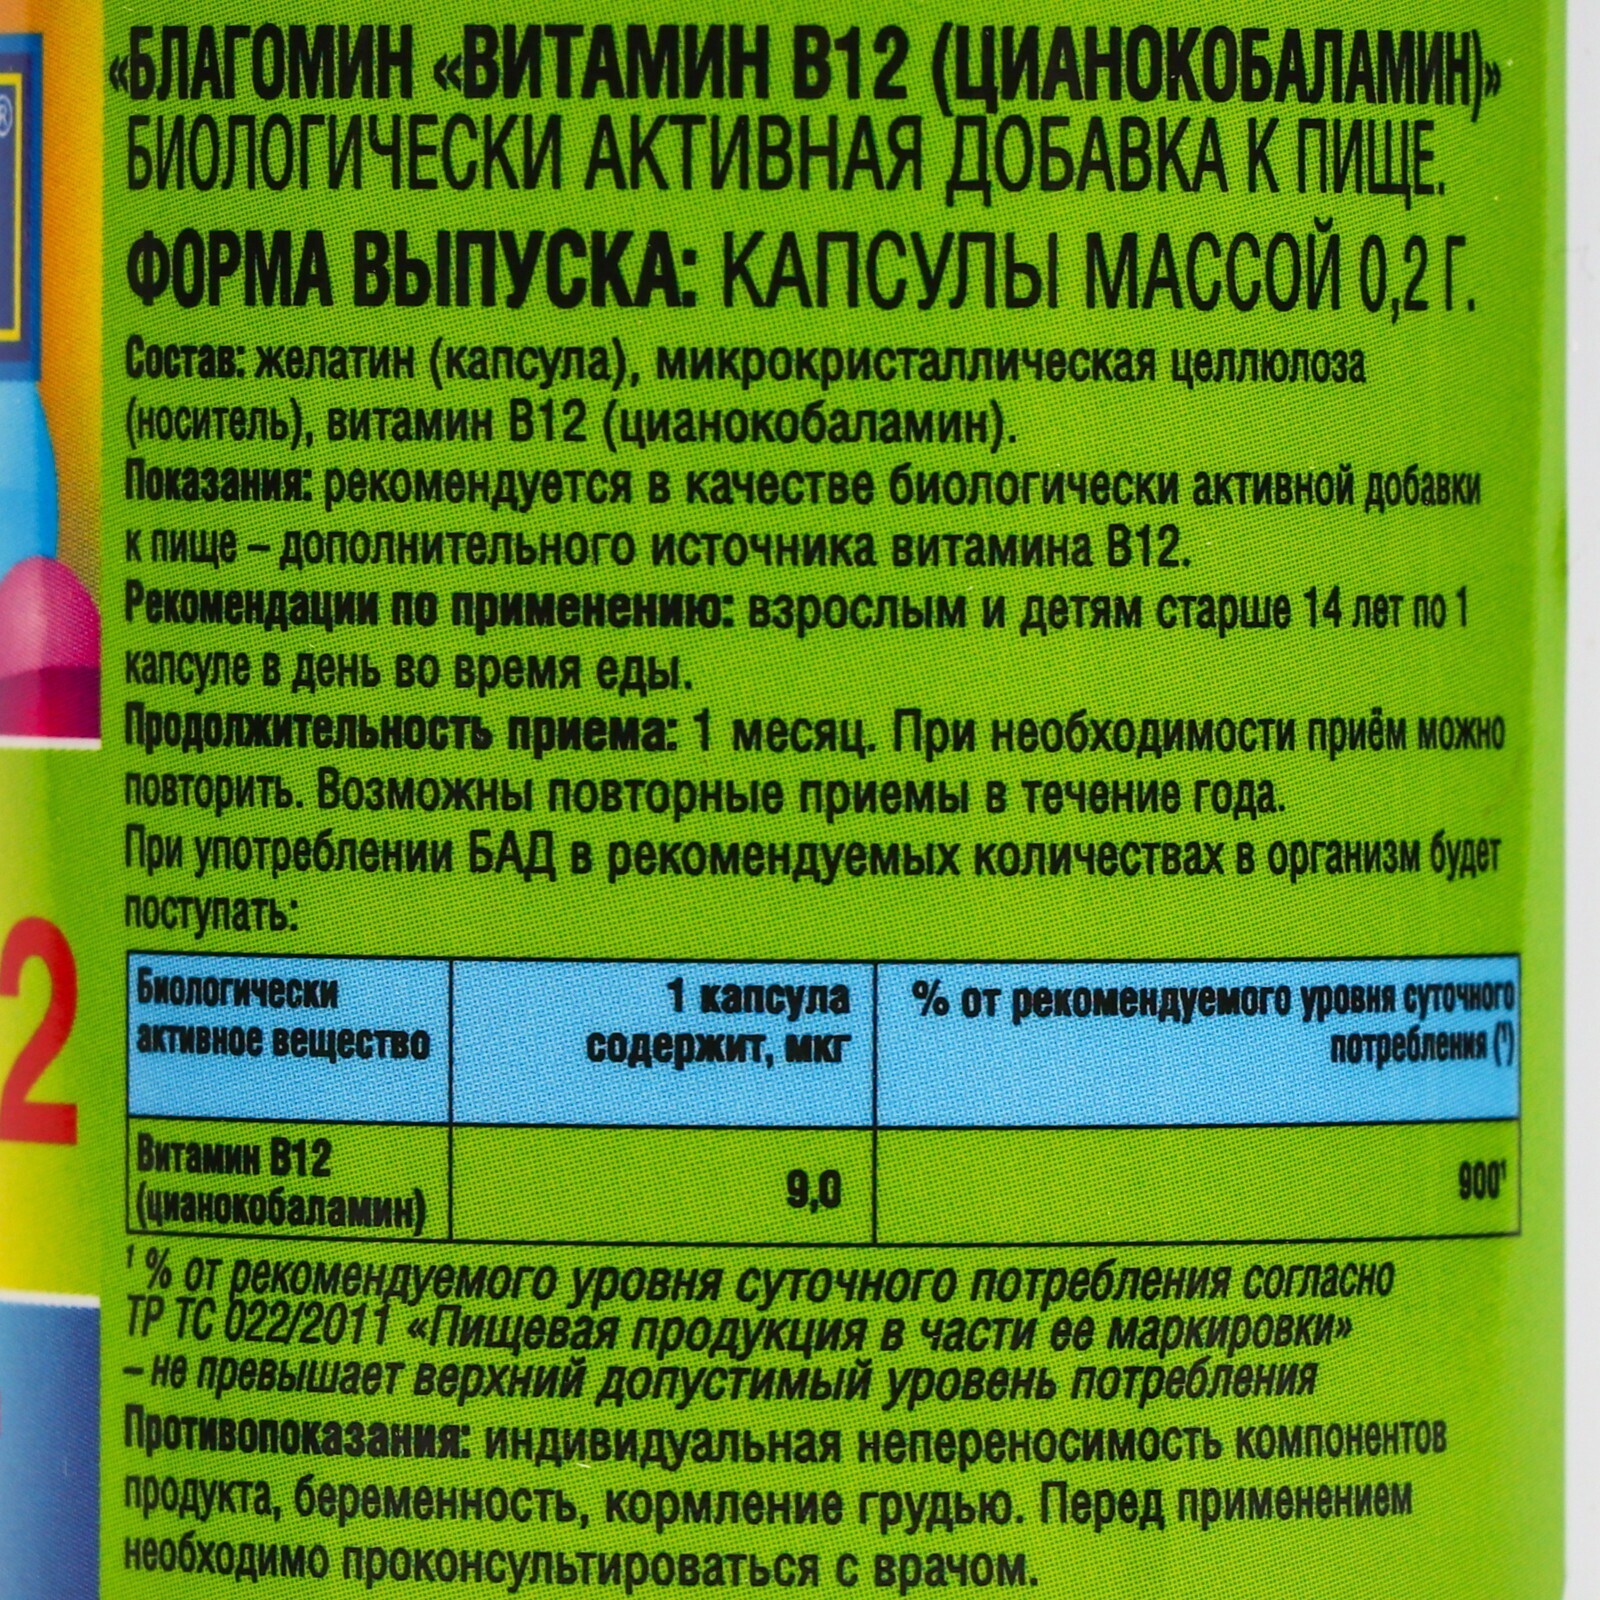 «БЛАГОМИН «ВИТАМИН В12 (ЦИАНОКОБАЛАМИН)»
БИОЛОГИЧЕСКИ АКТИВНАЯ ДОБАВКА К ПИЩЕ.
ФОРМА ВЫПУСКА: КАПСУЛЫ МАССОЙ 0,2 Г.
Состав: желатин (капсула), микрокристаллическая целлюлоза
(носитель), витамин В12 (цианокобаламин).
Показания: рекомендуется в качестве биологически активной добавки
к пище – дополнительного источника витамина В12.
Рекомендации по применению: взрослым и детям старше 14 лет по 1
капсуле в день во время еды.
Продолжительность приема: 1 месяц. При необходимости приём можно
повторить. Возможны повторные приемы в течение года.
При употреблении БАД в рекомендуемых количествах в организм будет
поступать:
Биологически
активное вещество
1 капсула
содержит, мкг
% от рекомендуемого уровня суточного
потребления (¹)
Витамин В12
(цианокобаламин)
9,0
900¹
¹ % от рекомендуемого уровня суточного потребления согласно
ТР ТС 022/2011 «Пищевая продукция в части ее маркировки»
– не превышает верхний допустимый уровень потребления
Противопоказания: индивидуальная непереносимость компонентов
продукта, беременность, кормление грудью. Перед применением
необходимо проконсультироваться с врачом.
®
2